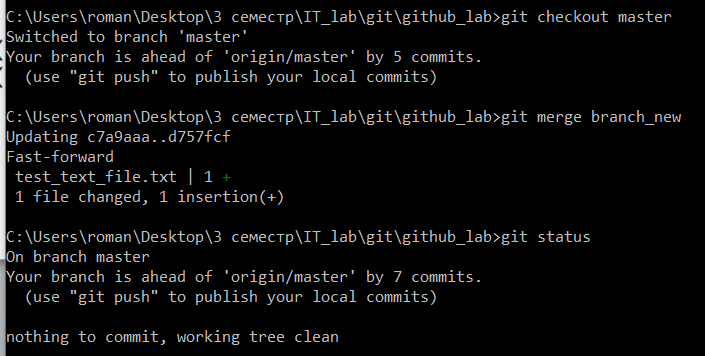 C:\Users\roman\Desktop\3 семестр\IT_lab\git\github_lab>git checkout master
Switched to branch 'master'
Your branch is ahead of 'origin/master' by 5 commits.
  (use "git push" to publish your local commits)

C:\Users\roman\Desktop\3 семестр\IT_lab\git\github_lab>git merge branch_new
Updating c7a9aaa..d757fcf
Fast-forward
 test_text_file.txt | 1 +
 1 file changed, 1 insertion(+)

C:\Users\roman\Desktop\3 семестр\IT_lab\git\github_lab>git status
On branch master
Your branch is ahead of 'origin/master' by 7 commits.
  (use "git push" to publish your local commits)

nothing to commit, working tree clean